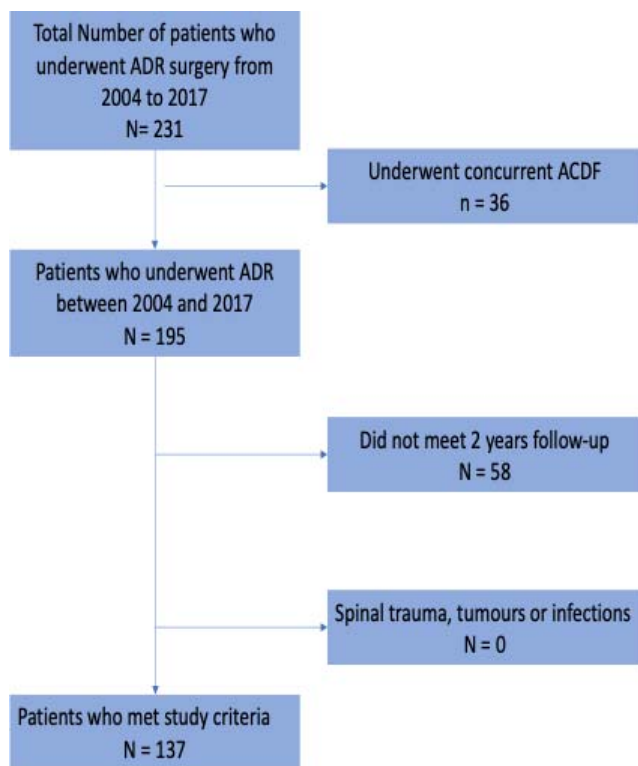 Total Number of patients who
underwent ADR surgery from
2004 to 2017
N= 231
Underwent concurrent ACDF
n = 36
Patients who underwent ADR
between 2004 and 2017
N = 195
Did not meet 2 years follow-up
N = 58
Spinal trauma, tumours or infections
N = 0
Patients who met study criteria
N = 137